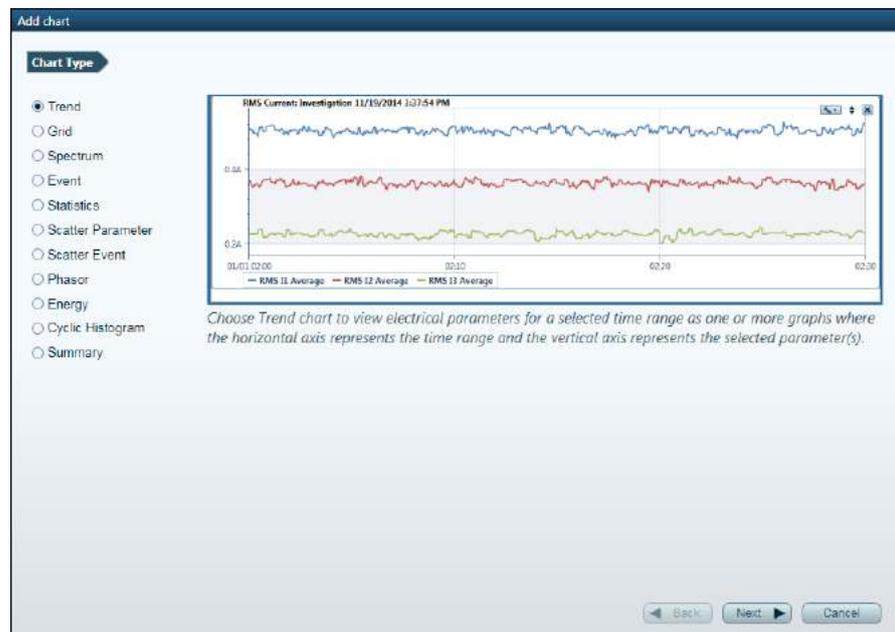 Add chart
Chart Type
Trend
Grid
Spectrum
Event
Statistics
Scatter Parameter
Scatter Event
Phasor
Energy
Cyclic Histogram
Summary
RMS Current: Investigation 11/19/2014 3:37:54 PM
0.4A
0.2A
01/01 02:00 02:10 02:20 02:30
RMS I1 Average RMS I2 Average RMS I3 Average
Choose Trend chart to view electrical parameters for a selected time range as one or more graphs where
the horizontal axis represents the time range and the vertical axis represents the selected parameter(s).
Back Next Cancel